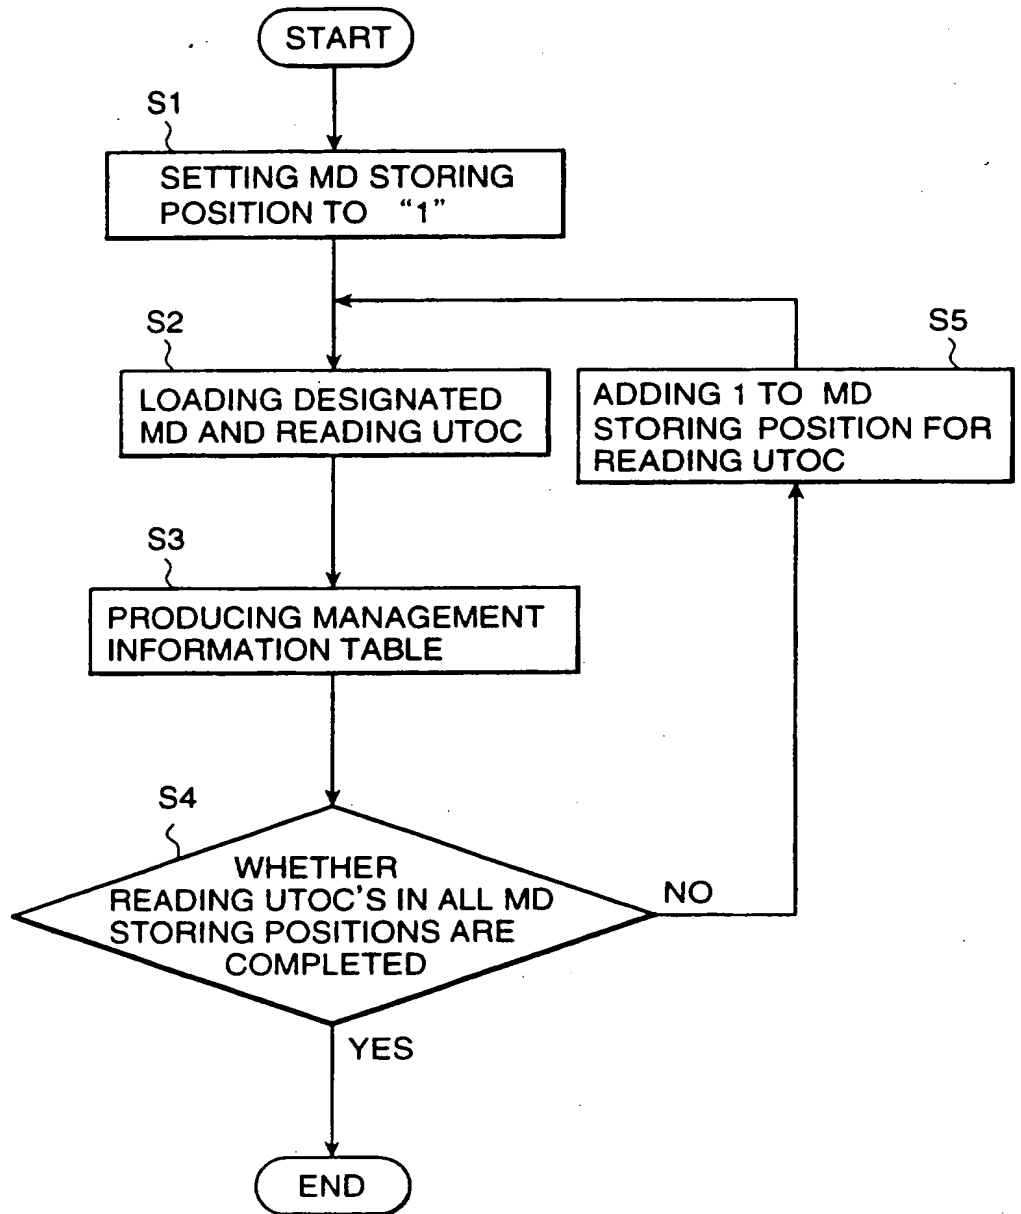 START
S1
SETTING MD STORING
POSITION TO "1"
S2
LOADING DESIGNATED
MD AND READING UTOC
S5
ADDING 1 TO MD
STORING POSITION FOR
READING UTOC
S3
PRODUCING MANAGEMENT
INFORMATION TABLE
S4
WHETHER
READING UTOC'S IN ALL MD
STORING POSITIONS ARE
COMPLETED
NO
YES
END